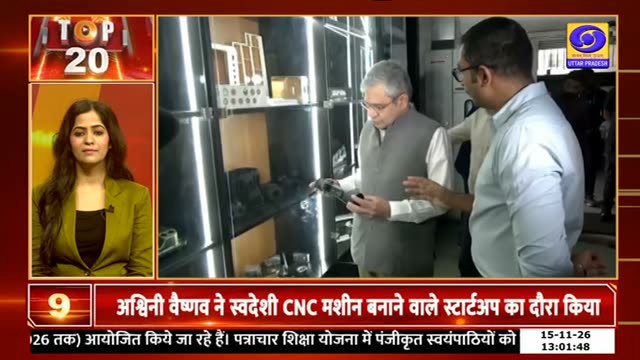 TOP
20
UTTAR PRADESH
9
अश्विनी वैष्णव ने स्वदेशी CNC मशीन बनाने वाले स्टार्टअप का दौरा किया
026 तक) आयोजित किये जा रहे हैं। पत्राचार शिक्षा योजना में पंजीकृत स्वयंपाठियों को
15-11-26
13:01:48